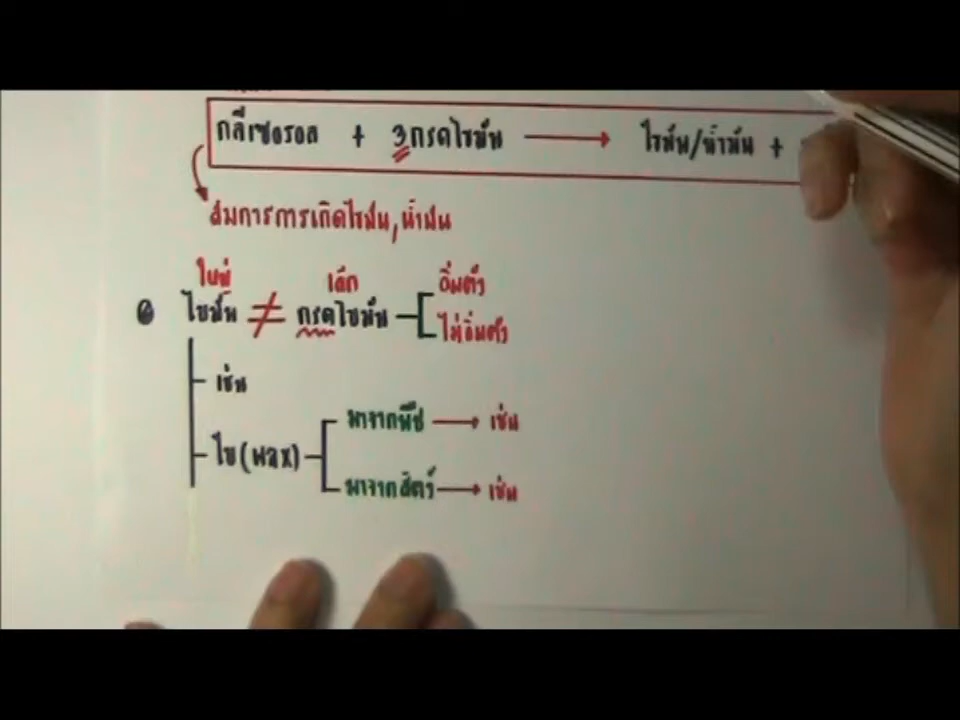 กลีเซอรอล + 3กรดไขมัน → ไขมัน/น้ำมัน +
สมการการเกิดไขมัน,น้ำมัน
ใหญ่ เล็ก อิ่มตัว
ไขมัน ≠ กรดไขมัน ไม่อิ่มตัว
เช่น
มาจากพืช → เช่น
ไข(wax)
มาจากสัตว์ → เช่น